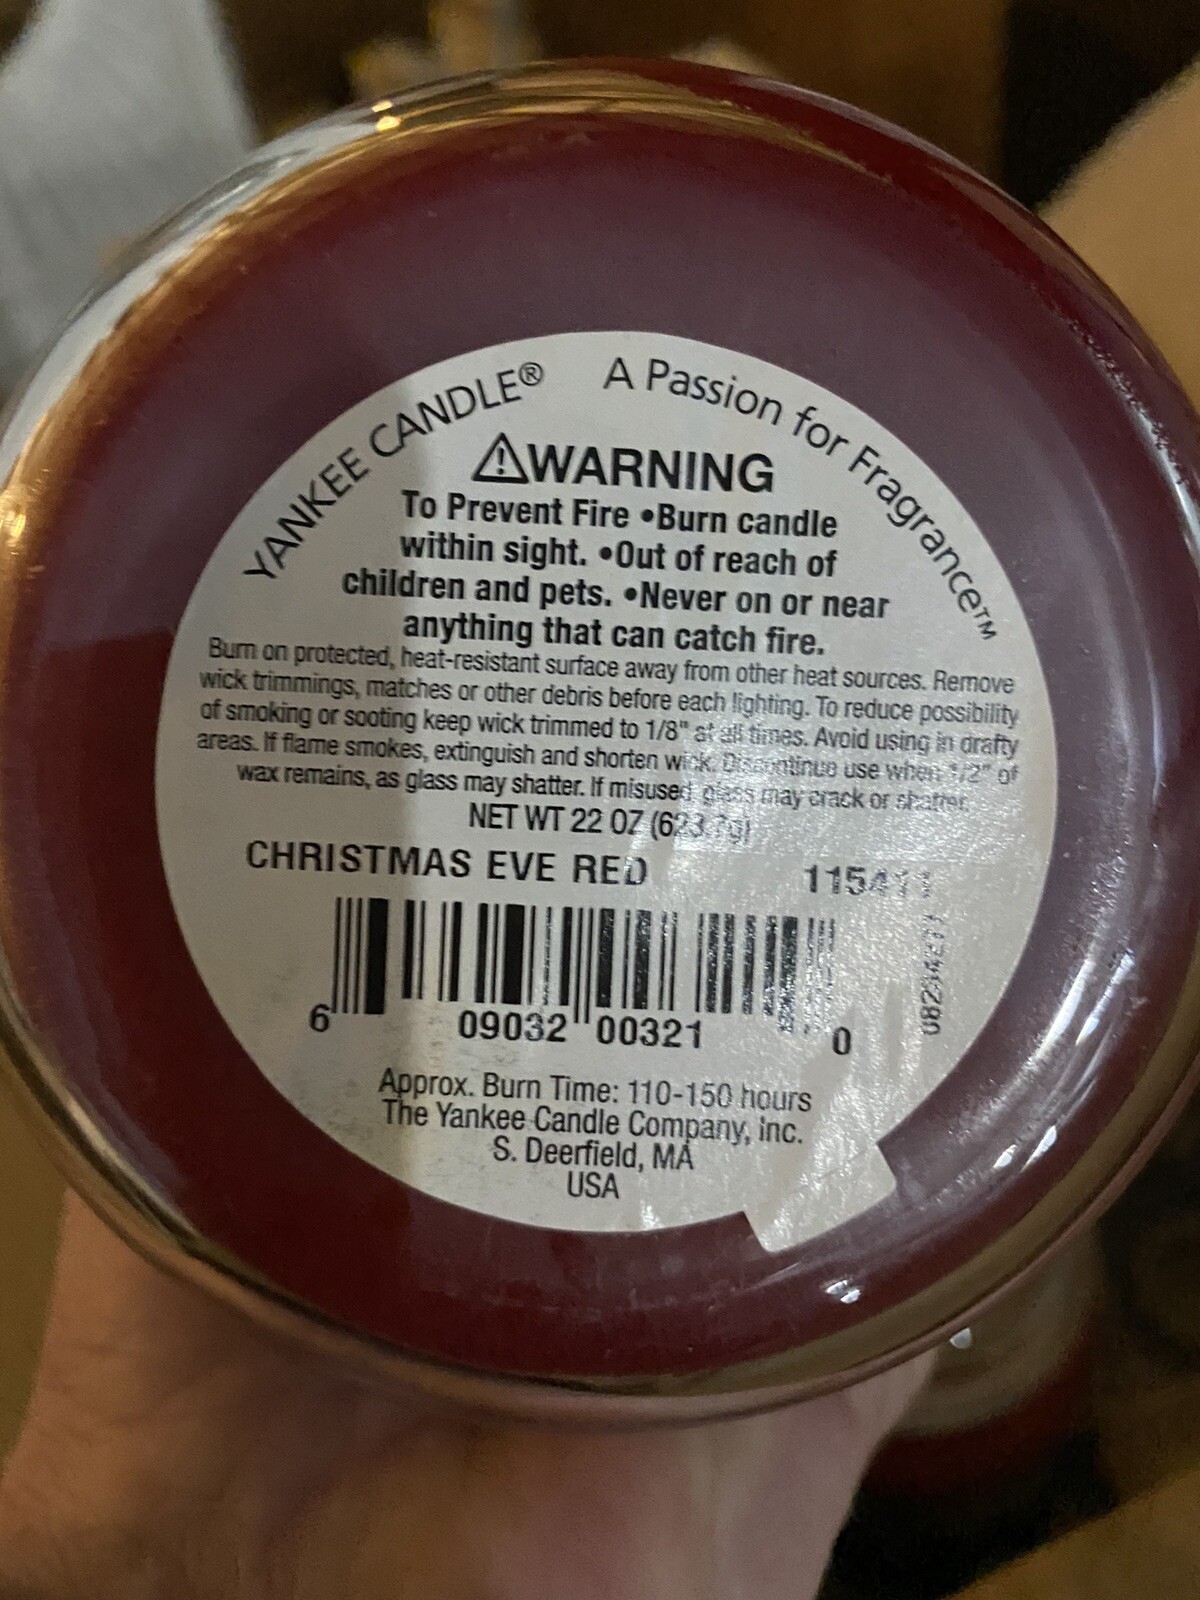 YANKEE CANDLE® A Passion for Fragrance™
⚠WARNING
To Prevent Fire •Burn candle
within sight. •Out of reach of
children and pets. •Never on or near
anything that can catch fire.
Burn on protected, heat-resistant surface away from other heat sources. Remove
wick trimmings, matches or other debris before each lighting. To reduce possibility
of smoking or sooting keep wick trimmed to 1/8" at all times. Avoid using in drafty
areas. If flame smokes, extinguish and shorten wick. Discontinue use when 1/2" of
wax remains, as glass may shatter. If misused glass may crack or shatter.
NET WT 22 OZ (623.7g)
CHRISTMAS EVE RED
6 09032 00321 0
Approx. Burn Time: 110-150 hours
The Yankee Candle Company, Inc.
S. Deerfield, MA
USA